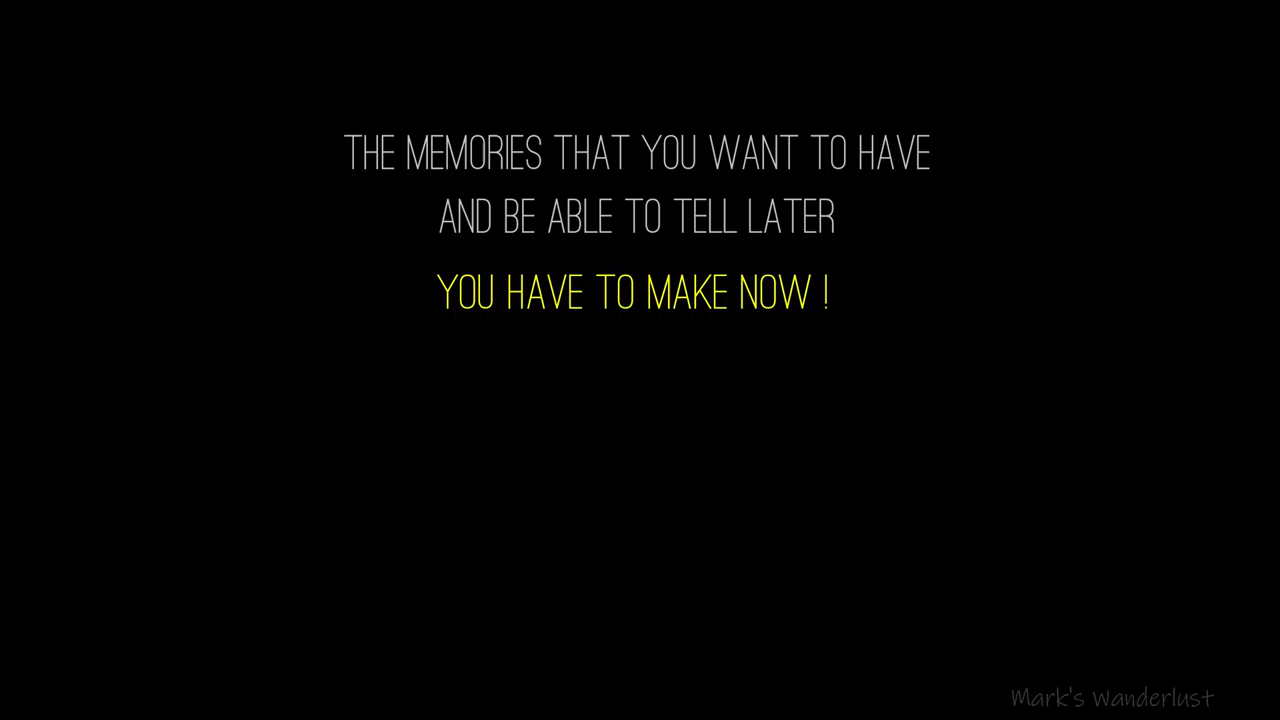 THE MEMORIES THAT YOU WANT TO HAVE
AND BE ABLE TO TELL LATER
YOU HAVE TO MAKE NOW !
Mark's Wanderlust